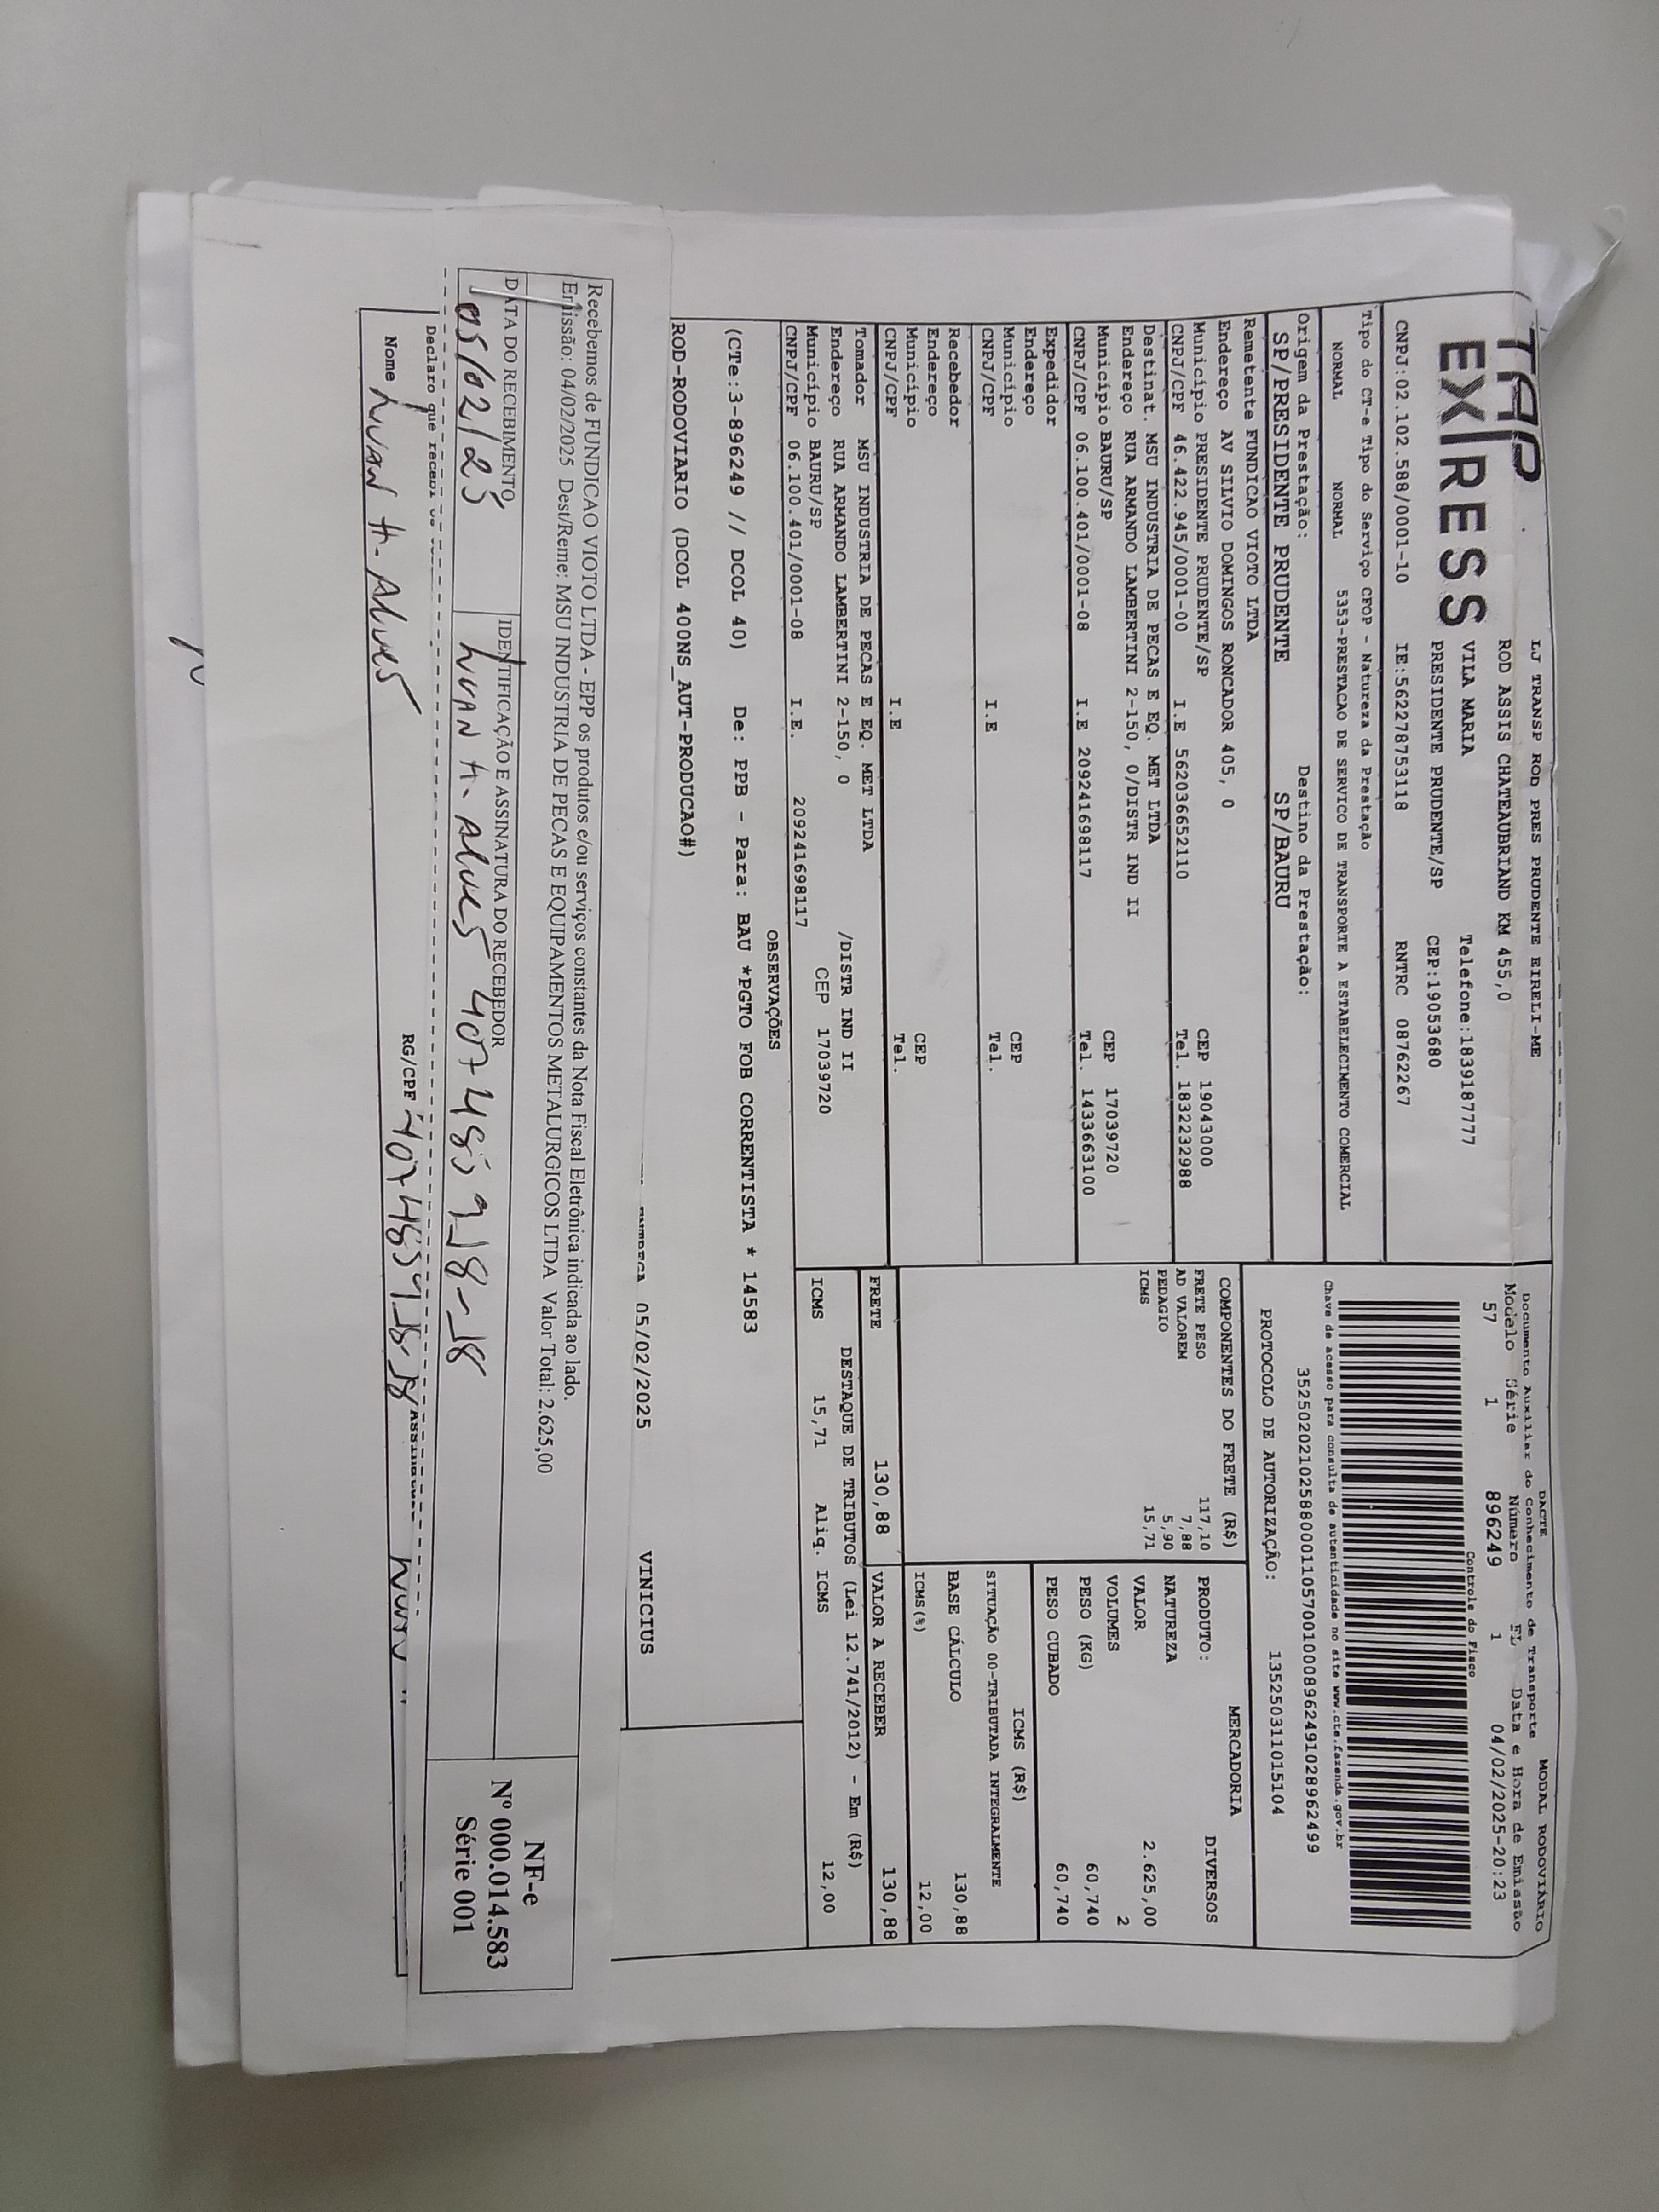 TAP
EXPRESS
LJ TRANSP ROD PRES PRUDENTE EIRELI-ME
ROD ASSIS CHATEAUBRIAND KM 455,0
VILA MARIA Telefone:1839187777
PRESIDENTE PRUDENTE/SP CEP:19053680
CNPJ:02.102.588/0001-10 IE:562278753118 RNTRC 08762267
Tipo do CT-e Tipo do Serviço CFOP - Natureza da Prestação
NORMAL NORMAL 5353-PRESTACAO DE SERVICO DE TRANSPORTE A ESTABELECIMENTO COMERCIAL
Origem da Prestação: Destino da Prestação:
SP/PRESIDENTE PRUDENTE SP/BAURU
DACTE MODAL RODOVIÁRIO
Documento Auxiliar do Conhecimento de Transporte
Modelo Série Número FL Data e Hora de Emissão
57 1 896249 1 04/02/2025-20:23
Controle do Fisco
Chave de acesso para consulta de autenticidade no site www.cte.fazenda.gov.br
35250202102588000110570010008962491028962499
PROTOCOLO DE AUTORIZAÇÃO: 135250311015104
Remetente FUNDICAO VIOTO LTDA
Endereço AV SILVIO DOMINGOS RONCADOR 405, 0
Município PRESIDENTE PRUDENTE/SP CEP 19043000
CNPJ/CPF 46.422.945/0001-00 I.E 562036652110 Tel. 1832232988
Destinat. MSU INDUSTRIA DE PECAS E EQ. MET LTDA
Endereço RUA ARMANDO LAMBERTINI 2-150, 0/DISTR IND II
Município BAURU/SP CEP 17039720
CNPJ/CPF 06.100.401/0001-08 I.E 209241698117 Tel. 1433663100
Expedidor
Endereço
Município CEP
CNPJ/CPF I.E Tel.
Recebedor
Endereço
Município CEP
CNPJ/CPF I.E Tel.
Tomador MSU INDUSTRIA DE PECAS E EQ. MET LTDA
Endereço RUA ARMANDO LAMBERTINI 2-150, 0 /DISTR IND II
Município BAURU/SP CEP 17039720
CNPJ/CPF 06.100.401/0001-08 I.E. 209241698117
COMPONENTES DO FRETE (R$)
FRETE PESO 117,10
AD VALOREM 7,88
PEDAGIO 5,90
ICMS 15,71
MERCADORIA
PRODUTO: DIVERSOS
NATUREZA
VALOR 2.625,00
VOLUMES 2
PESO (KG) 60,740
PESO CUBADO 60,740
ICMS (R$)
SITUAÇÃO 00-TRIBUTADA INTEGRALMENTE
BASE CÁLCULO 130,88
ICMS(%) 12,00
FRETE 130,88 VALOR A RECEBER 130,88
DESTAQUE DE TRIBUTOS (Lei 12.741/2012) - Em (R$)
ICMS 15,71 Aliq. ICMS 12,00
OBSERVAÇÕES
(CTe:3-896249 // DCOL 40) De: PPB - Para: BAU *PGTO FOB CORRENTISTA * 14583
ROD-RODOVIARIO (DCOL 400NS_AUT-PRODUCAO#)
05/02/2025 VINICIUS
Recebemos de FUNDICAO VIOTO LTDA - EPP os produtos e/ou serviços constantes da Nota Fiscal Eletrônica indicada ao lado.
Emissão: 04/02/2025 Dest/Reme: MSU INDUSTRIA DE PECAS E EQUIPAMENTOS METALURGICOS LTDA Valor Total: 2.625,00
DATA DO RECEBIMENTO IDENTIFICAÇÃO E ASSINATURA DO RECEBEDOR
05/02/25 Luan H. Alves
NF-e
Nº 000.014.583
Série 001
Declaro que recebi os
Nome Luan H. Alves RG/CPF